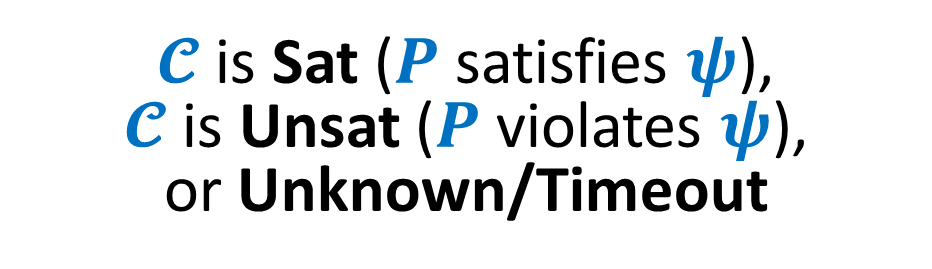 𝓒 is Sat (𝑷 satisfies 𝝍),
𝓒 is Unsat (𝑷 violates 𝝍),
or Unknown/Timeout